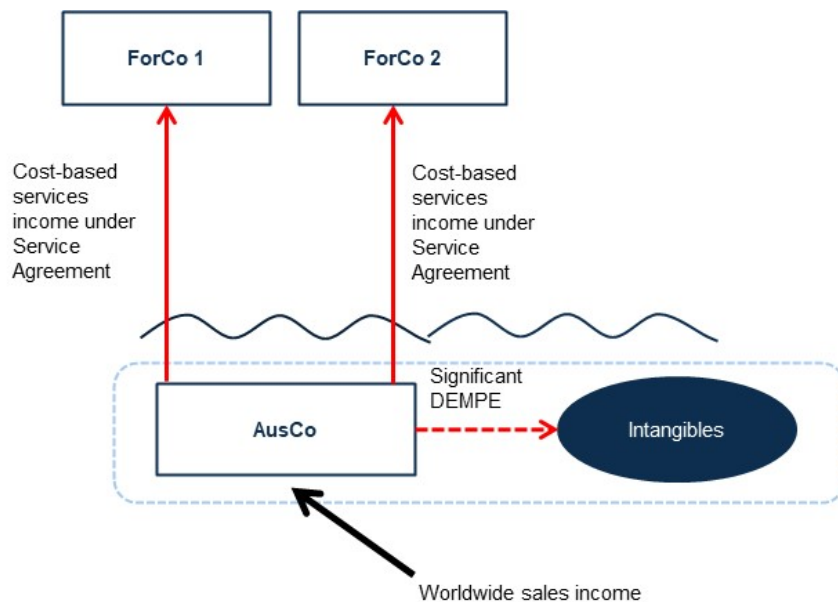 ForCo 1
ForCo 2
Cost-based
services
income under
Service
Agreement
Cost-based
services
income under
Service
Agreement
Significant
DEMPE
AusCo
Intangibles
Worldwide sales income